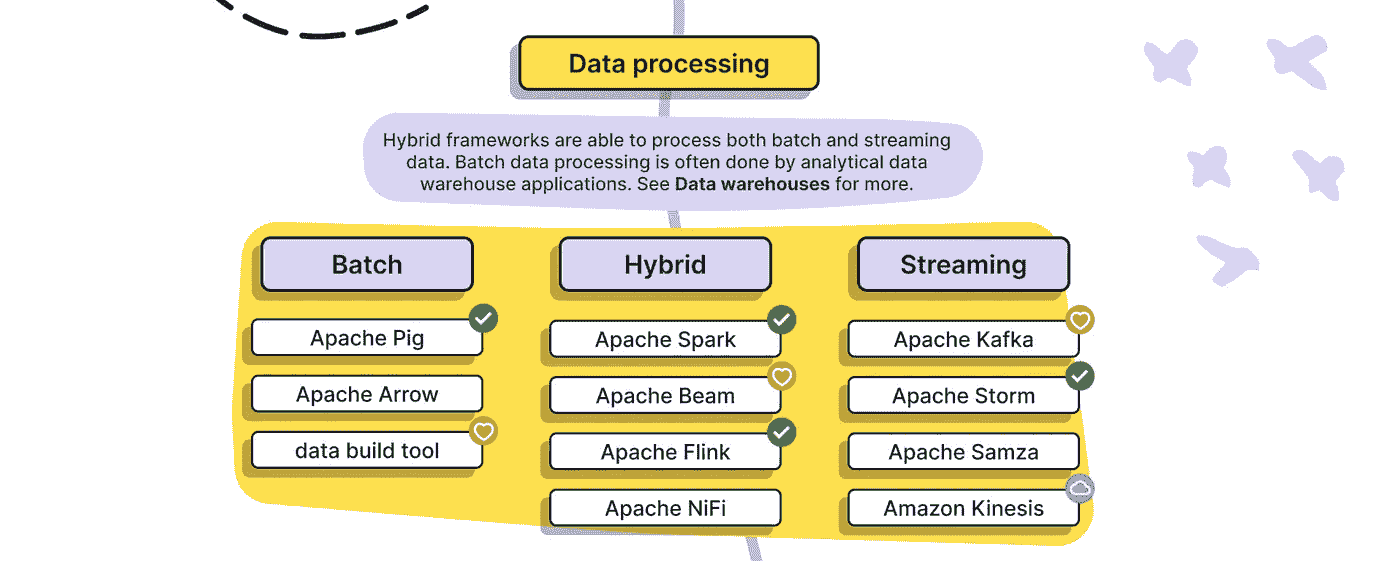 Data processing
Hybrid frameworks are able to process both batch and streaming
data. Batch data processing is often done by analytical data
warehouse applications. See Data warehouses for more.
Batch
Apache Pig
Apache Arrow
data build tool
Hybrid
Apache Spark
Apache Beam
Apache Flink
Apache NiFi
Streaming
Apache Kafka
Apache Storm
Apache Samza
Amazon Kinesis